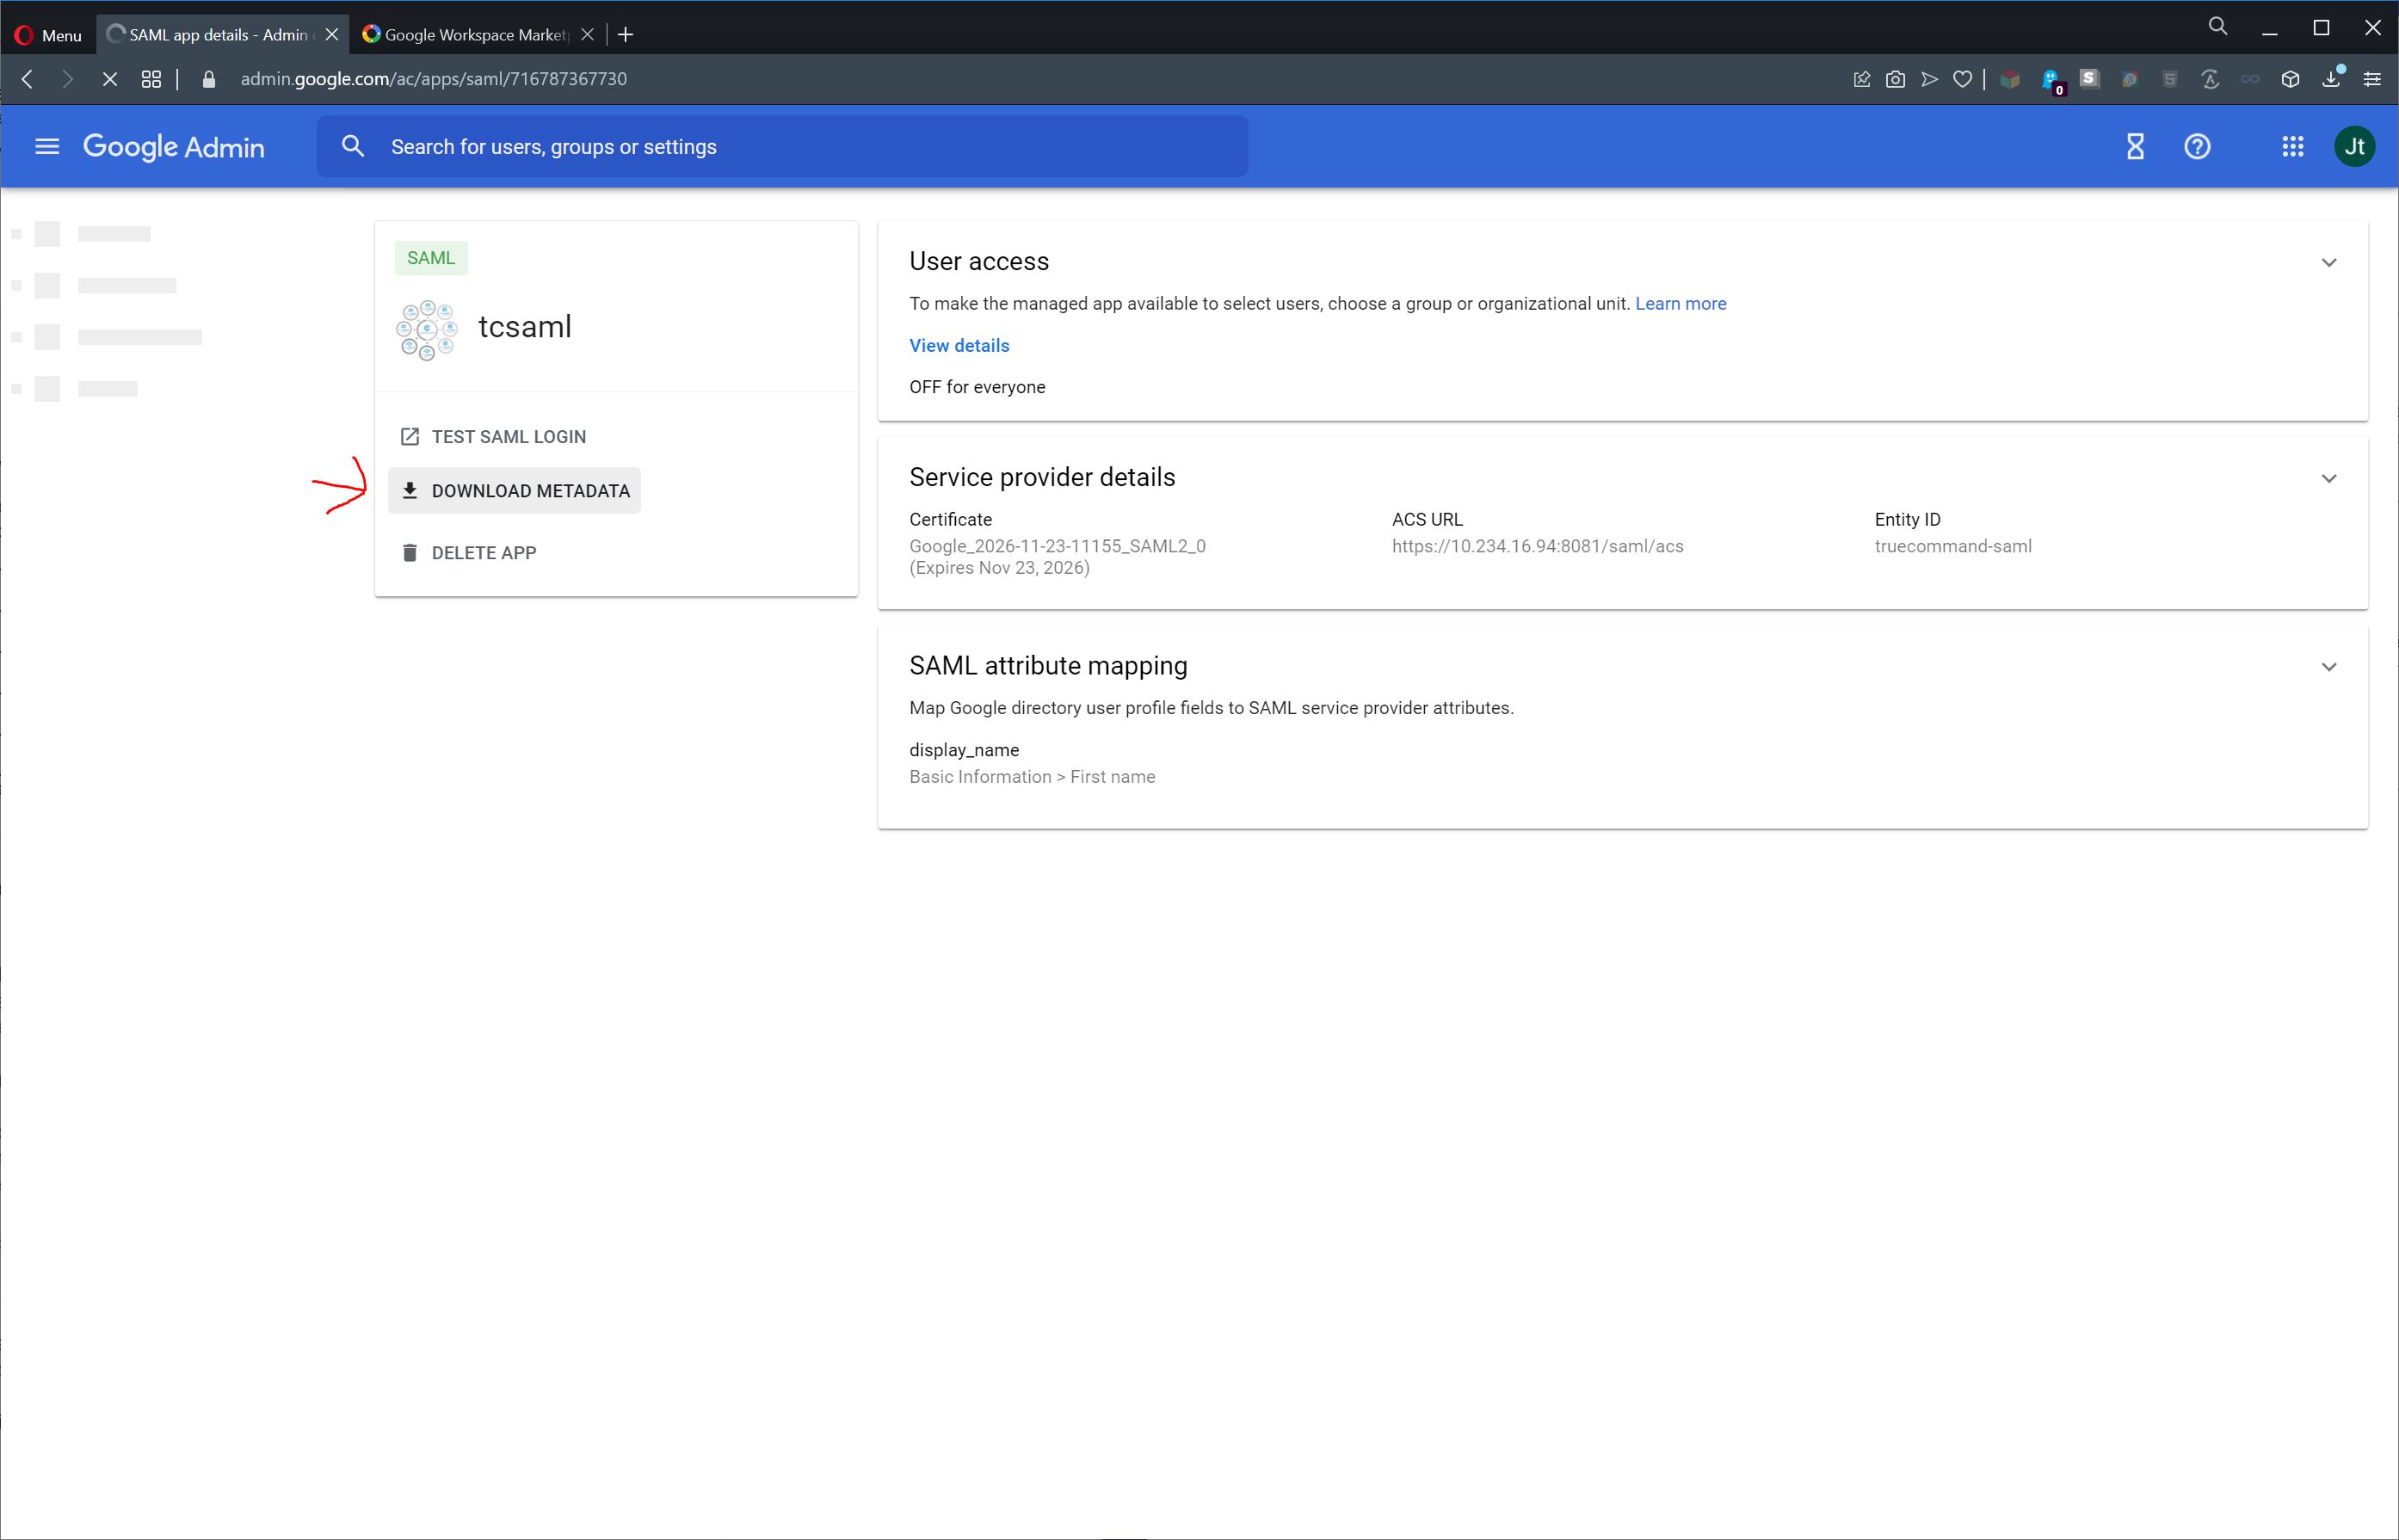 Menu
SAML app details - Admin
Google Workspace Market
admin.google.com/ac/apps/saml/716787367730
0
S
Google Admin
Search for users, groups or settings
Jt
SAML
tcsaml
TEST SAML LOGIN
DOWNLOAD METADATA
DELETE APP
User access
To make the managed app available to select users, choose a group or organizational unit. Learn more
View details
OFF for everyone
Service provider details
Certificate
Google_2026-11-23-11155_SAML2_0
(Expires Nov 23, 2026)
ACS URL
https://10.234.16.94:8081/saml/acs
Entity ID
truecommand-saml
SAML attribute mapping
Map Google directory user profile fields to SAML service provider attributes.
display_name
Basic Information > First name